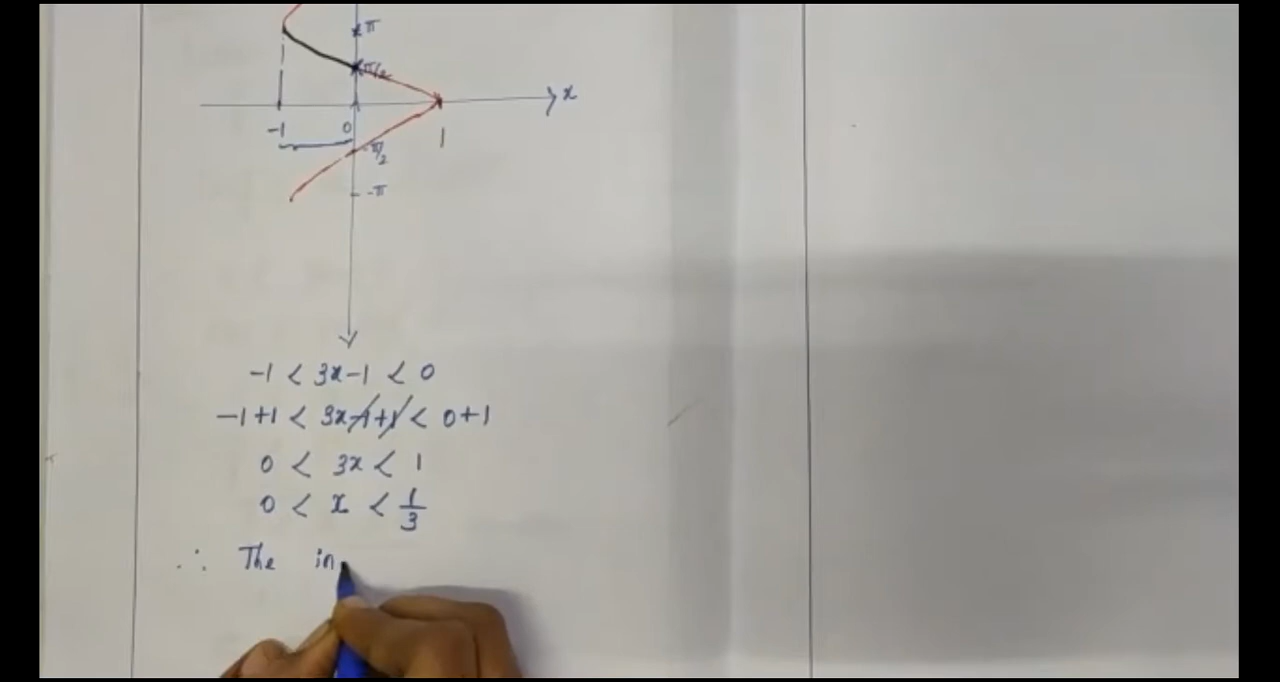 π
π/2
x
-1 0 1
-π/2
-π
-1 < 3x-1 < 0
-1+1 < 3x-1+1 < 0+1
0 < 3x < 1
0 < x < 1/3
∴ The in